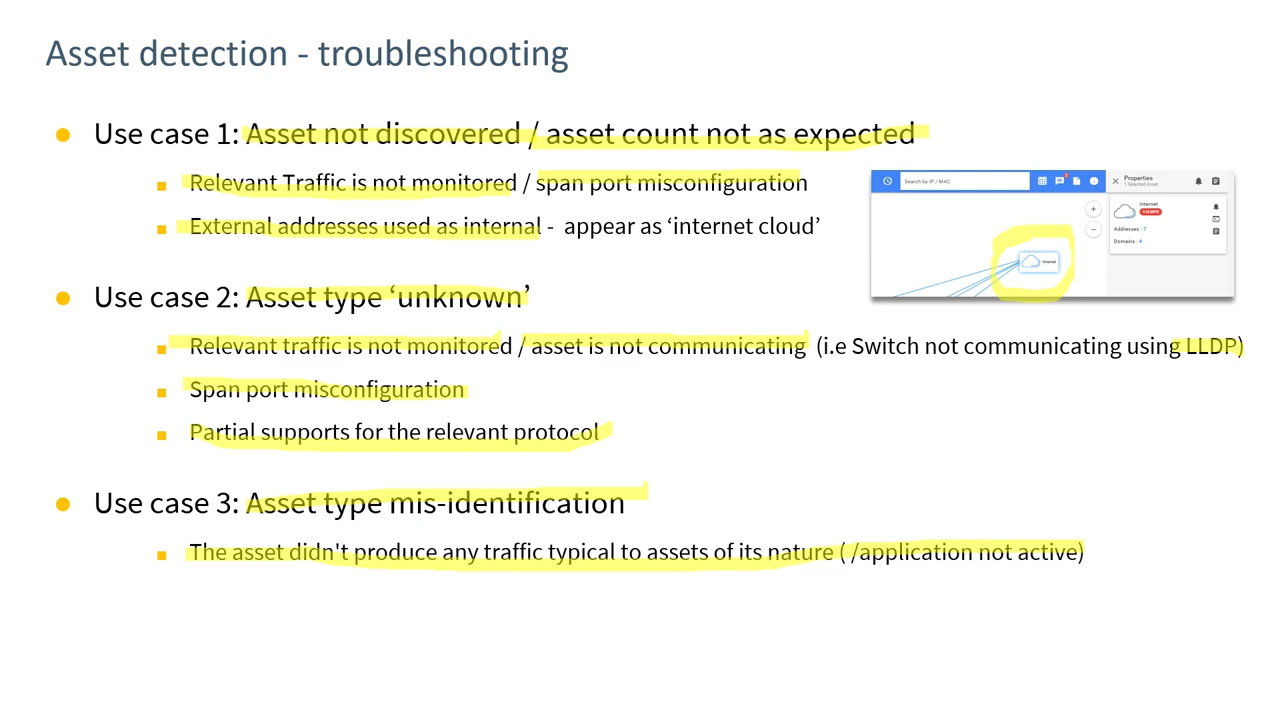 Asset detection - troubleshooting
Use case 1: Asset not discovered / asset count not as expected
Relevant Traffic is not monitored / span port misconfiguration
External addresses used as internal - appear as ‘internet cloud’
Search by IP / MAC
Properties
1 Selected Asset
Internet
Addresses : 7
Domains : 4
Internet
Use case 2: Asset type ‘unknown’
Relevant traffic is not monitored / asset is not communicating (i.e Switch not communicating using LLDP)
Span port misconfiguration
Partial supports for the relevant protocol
Use case 3: Asset type mis-identification
The asset didn't produce any traffic typical to assets of its nature ( /application not active)